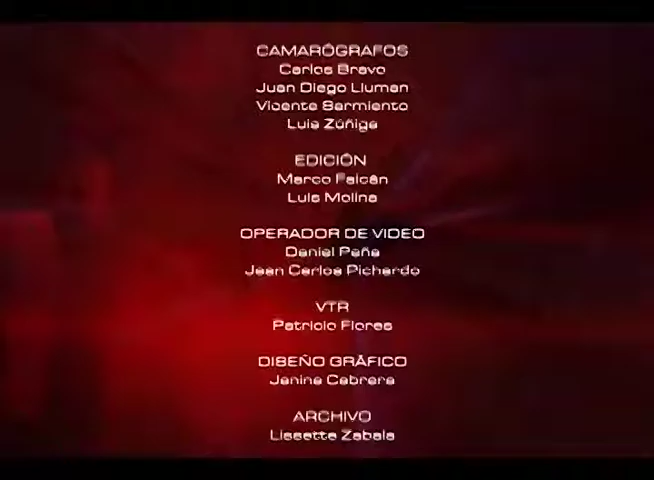 CAMARÓGRAFOS
Carlos Bravo
Juan Diego Lluman
Vicente Sarmiento
Luis Zúñiga
EDICIÓN
Marco Falcón
Luis Molina
OPERADOR DE VIDEO
Daniel Peña
Jean Carlos Pichardo
VTR
Patricio Flores
DISEÑO GRÁFICO
Janina Cabrera
ARCHIVO
Lissette Zabala